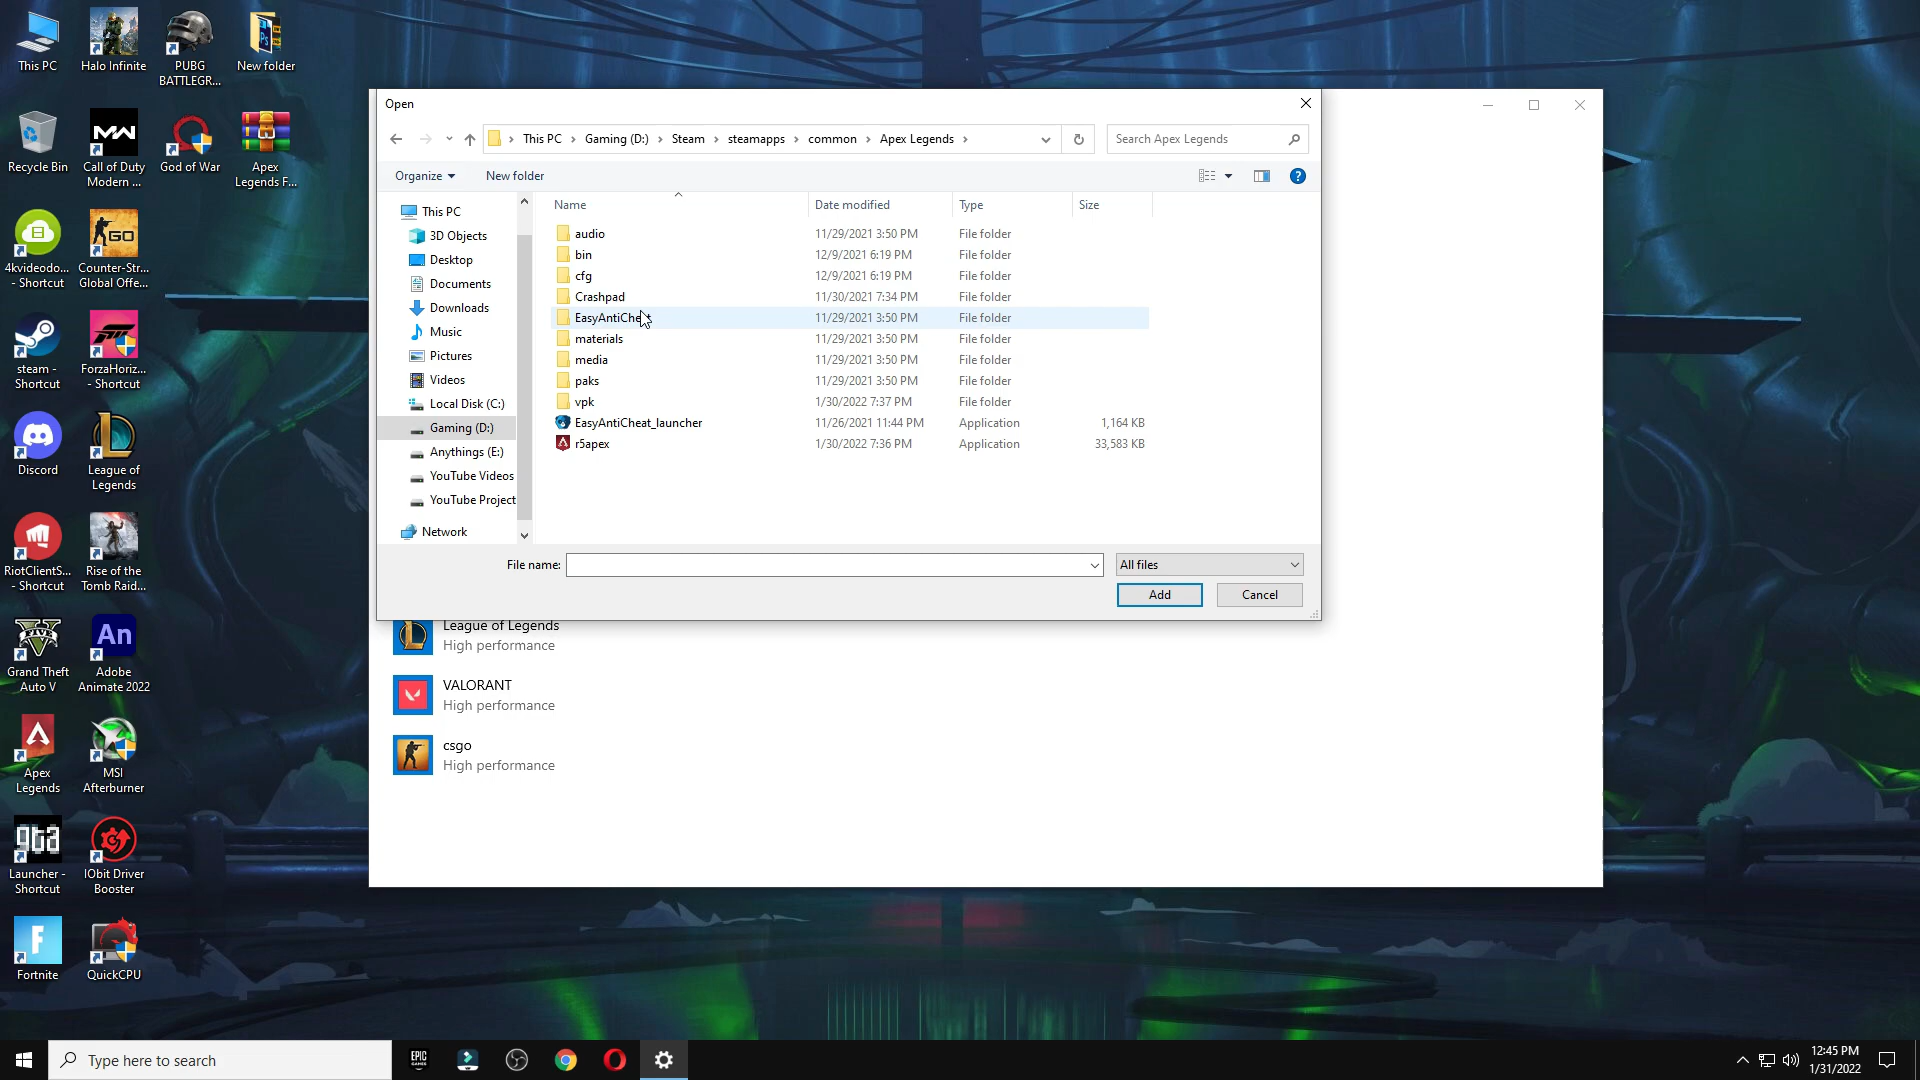 This PC
Halo Infinite
PUBG
BATTLEGR...
New folder
Recycle Bin
Call of Duty
Modern ...
God of War
Apex
Legends F...
4kvideodo...
- Shortcut
Counter-Str...
Global Offe...
steam -
Shortcut
ForzaHoriz...
- Shortcut
Discord
League of
Legends
RiotClientS...
- Shortcut
Rise of the
Tomb Raid...
Grand Theft
Auto V
Adobe
Animate 2022
Apex
Legends
MSI
Afterburner
Launcher -
Shortcut
IObit Driver
Booster
Fortnite
QuickCPU
Open
This PC > Gaming (D:) > Steam > steamapps > common > Apex Legends >
Search Apex Legends
Organize
New folder
This PC
3D Objects
Desktop
Documents
Downloads
Music
Pictures
Videos
Local Disk (C:)
Gaming (D:)
Anythings (E:)
YouTube Videos
YouTube Project
Network
Name Date modified Type Size
audio 11/29/2021 3:50 PM File folder
bin 12/9/2021 6:19 PM File folder
cfg 12/9/2021 6:19 PM File folder
Crashpad 11/30/2021 7:34 PM File folder
EasyAntiCheat 11/29/2021 3:50 PM File folder
materials 11/29/2021 3:50 PM File folder
media 11/29/2021 3:50 PM File folder
paks 11/29/2021 3:50 PM File folder
vpk 1/30/2022 7:37 PM File folder
EasyAntiCheat_launcher 11/26/2021 11:44 PM Application 1,164 KB
r5apex 1/30/2022 7:36 PM Application 33,583 KB
File name:
All files
Add
Cancel
League of Legends
High performance
VALORANT
High performance
csgo
High performance
Type here to search
EPIC
GAMES
12:45 PM
1/31/2022